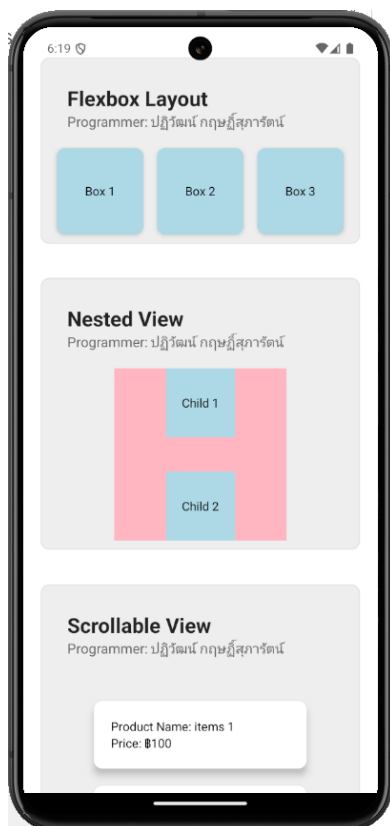 6:19
Flexbox Layout
Programmer: ปฏิวัฒน์ กฤษฏิ์สุภารัตน์
Box 1 Box 2 Box 3
Nested View
Programmer: ปฏิวัฒน์ กฤษฏิ์สุภารัตน์
Child 1
Child 2
Scrollable View
Programmer: ปฏิวัฒน์ กฤษฏิ์สุภารัตน์
Product Name: items 1
Price: ฿100